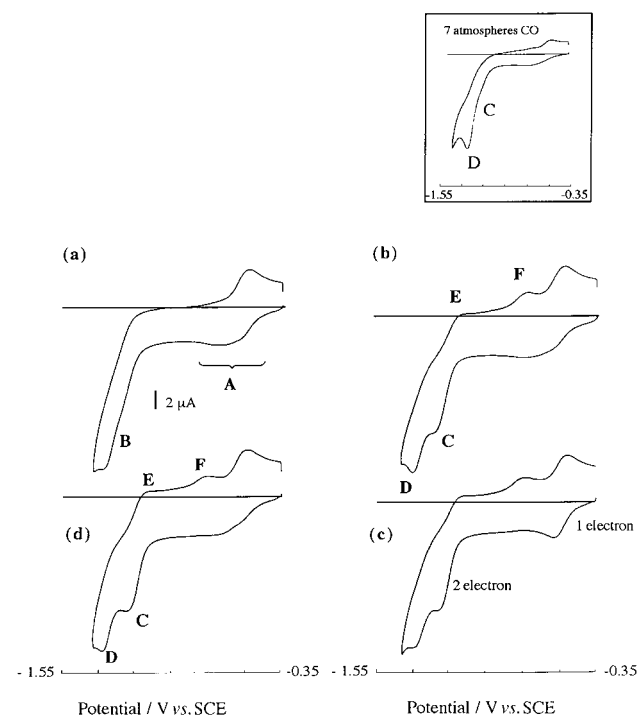 7 atmospheres CO
C
D
-1.55 -0.35
(a)
A
B
2 µA
(b)
E
F
C
D
(d)
E
F
C
D
(c)
1 electron
2 electron
- 1.55 -0.35
Potential / V vs. SCE
- 1.55 -0.35
Potential / V vs. SCE